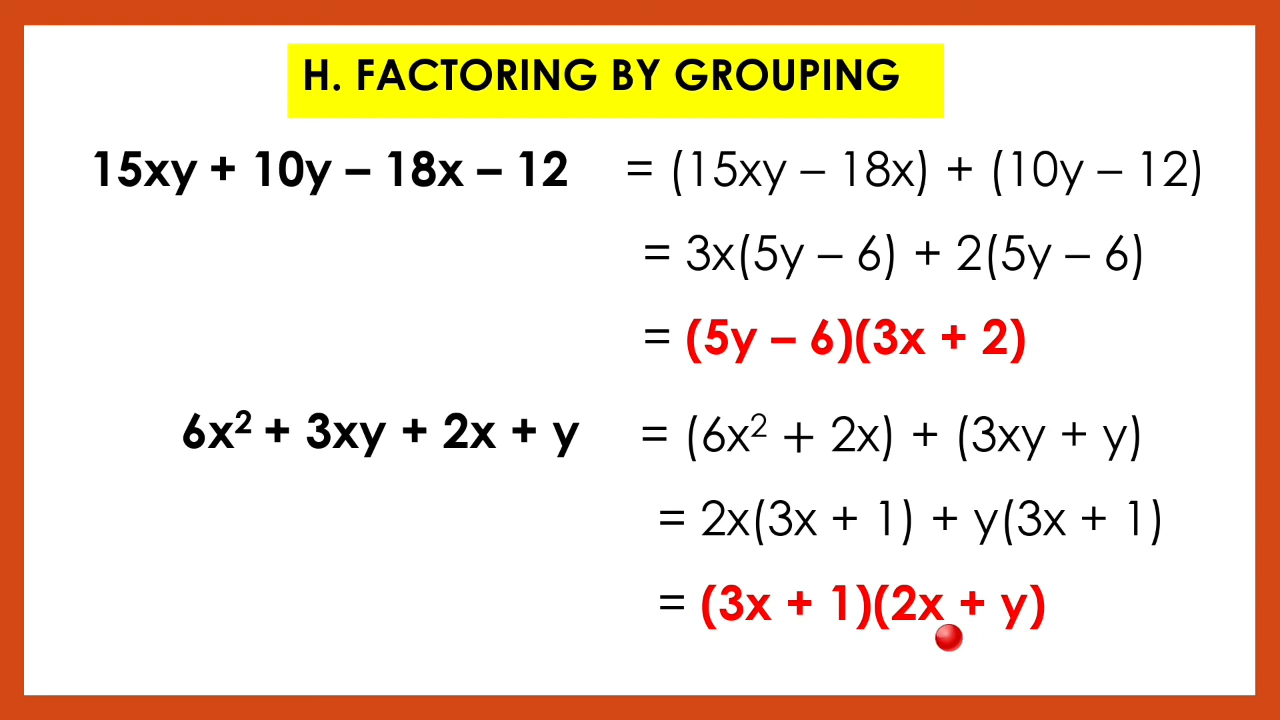 H. FACTORING BY GROUPING
15xy + 10y – 18x – 12 = (15xy – 18x) + (10y – 12)
= 3x(5y – 6) + 2(5y – 6)
= (5y – 6)(3x + 2)
6x² + 3xy + 2x + y = (6x² + 2x) + (3xy + y)
= 2x(3x + 1) + y(3x + 1)
= (3x + 1)(2x + y)